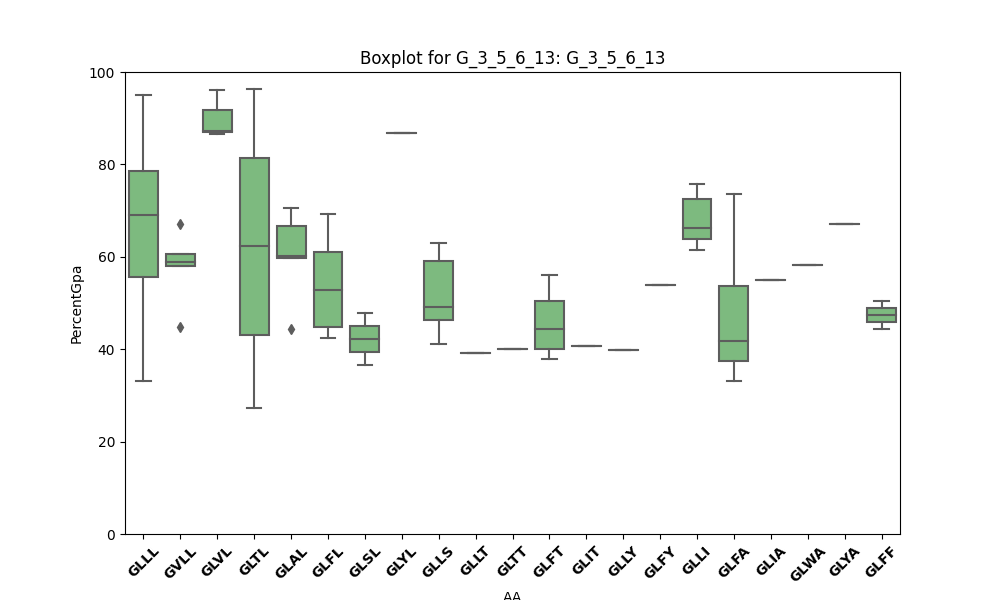 Boxplot for G_3_5_6_13: G_3_5_6_13
100
80
60
40
20
0
PercentGpa
GLLL GVLL GLVL GLTL GLAL GLFL GLSL GLYL GLLS GLLT GLTT GLFT GLIT GLLY GLFY GLLI GLFA GLIA GLWA GLYA GLFF
AA